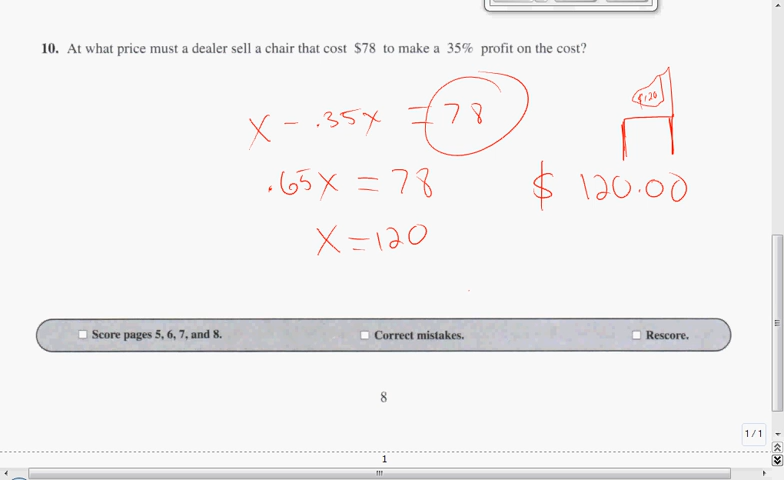 10. At what price must a dealer sell a chair that cost $78 to make a 35% profit on the cost?
$120
x - .35x = 78
.65x = 78
$ 120.00
x = 120
Score pages 5, 6, 7, and 8.
Correct mistakes.
Rescore.
8
1 / 1
1